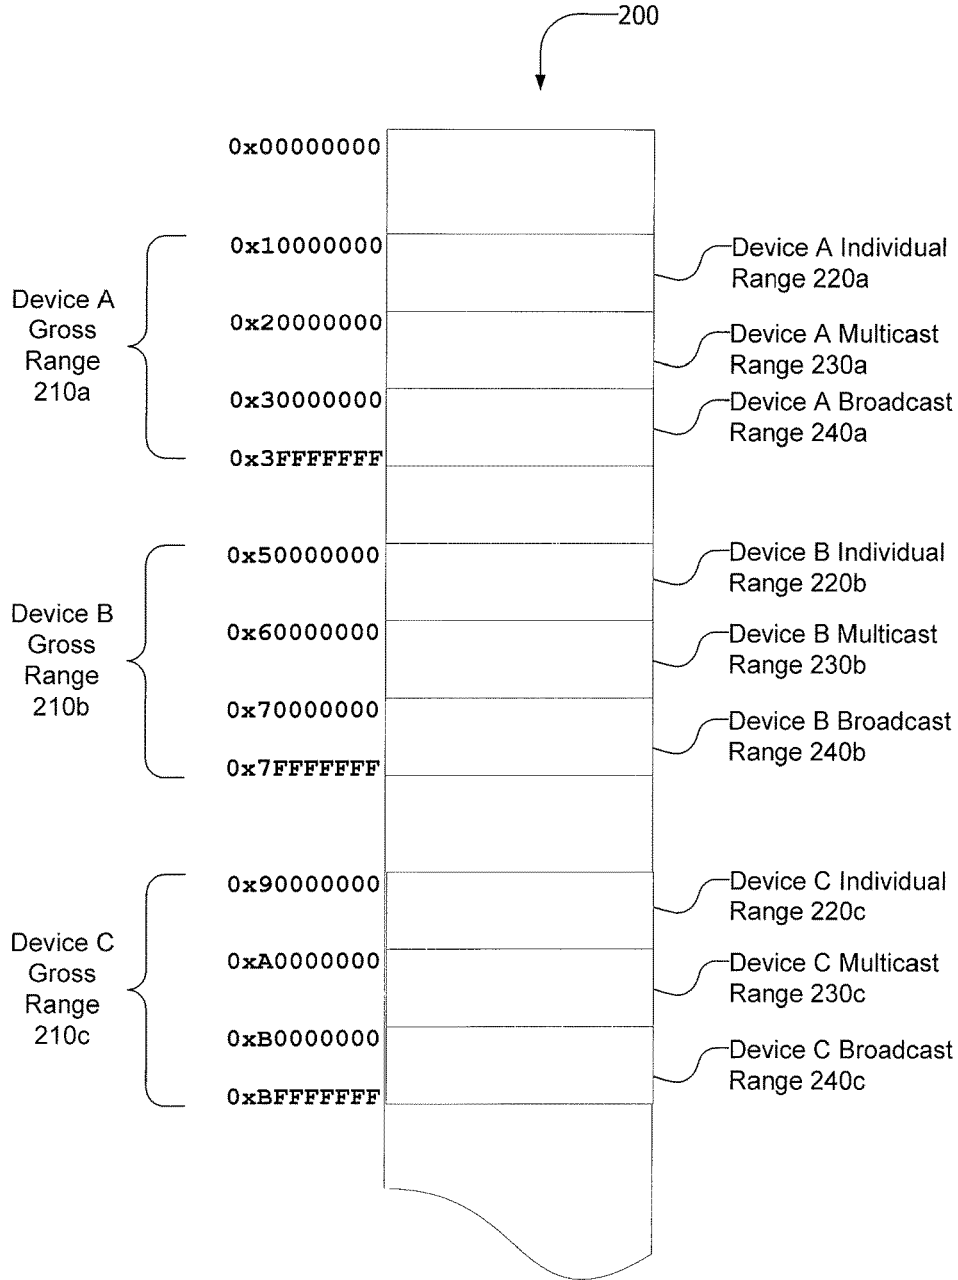 200
0x00000000
0x10000000
Device A Individual
Range 220a
Device A
Gross
Range
210a
0x20000000
Device A Multicast
Range 230a
0x30000000
Device A Broadcast
Range 240a
0x3FFFFFFF
0x50000000
Device B Individual
Range 220b
Device B
Gross
Range
210b
0x60000000
Device B Multicast
Range 230b
0x70000000
Device B Broadcast
Range 240b
0x7FFFFFFF
0x90000000
Device C Individual
Range 220c
Device C
Gross
Range
210c
0xA0000000
Device C Multicast
Range 230c
0xB0000000
Device C Broadcast
Range 240c
0xBFFFFFFF